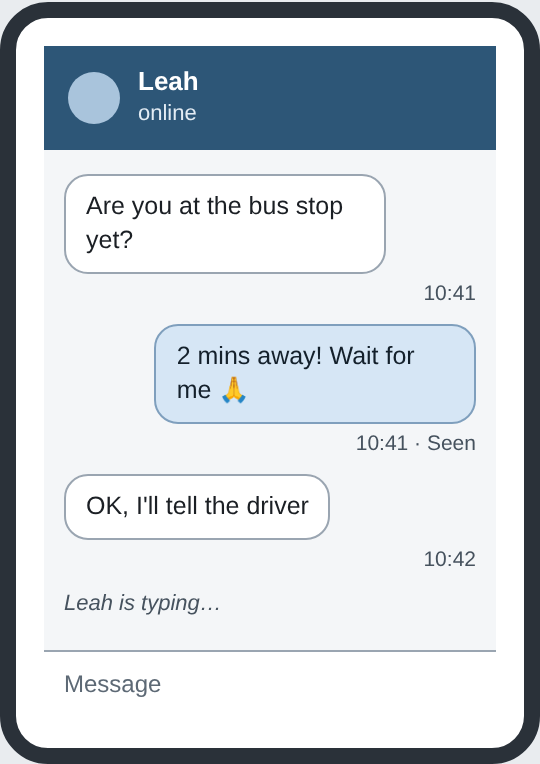 Leah
online
Are you at the bus stop
yet?
10:41
2 mins away! Wait for
me 🙏
10:41 · Seen
OK, I'll tell the driver
10:42
Leah is typing…
Message